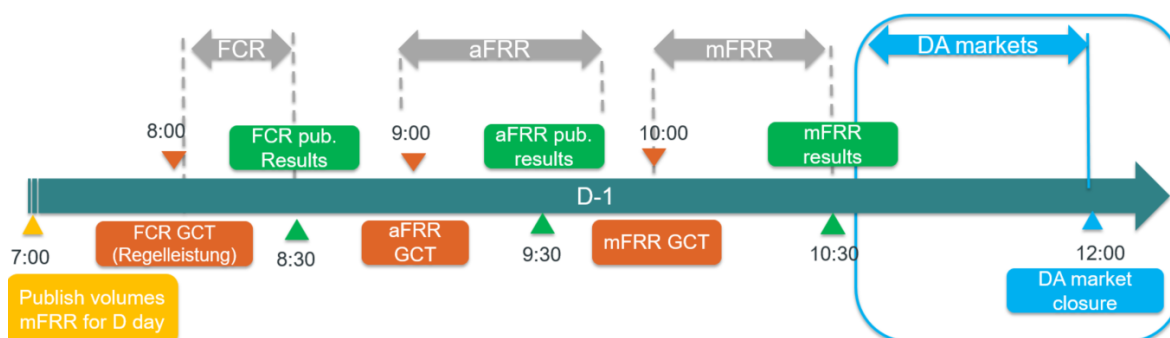 FCR
aFRR
mFRR
DA markets
8:00
FCR pub.
Results
9:00
aFRR pub.
results
10:00
mFRR
results
D-1
7:00
FCR GCT
(Regelleistung)
8:30
aFRR
GCT
9:30
mFRR GCT
10:30
12:00
Publish volumes
mFRR for D day
DA market
closure